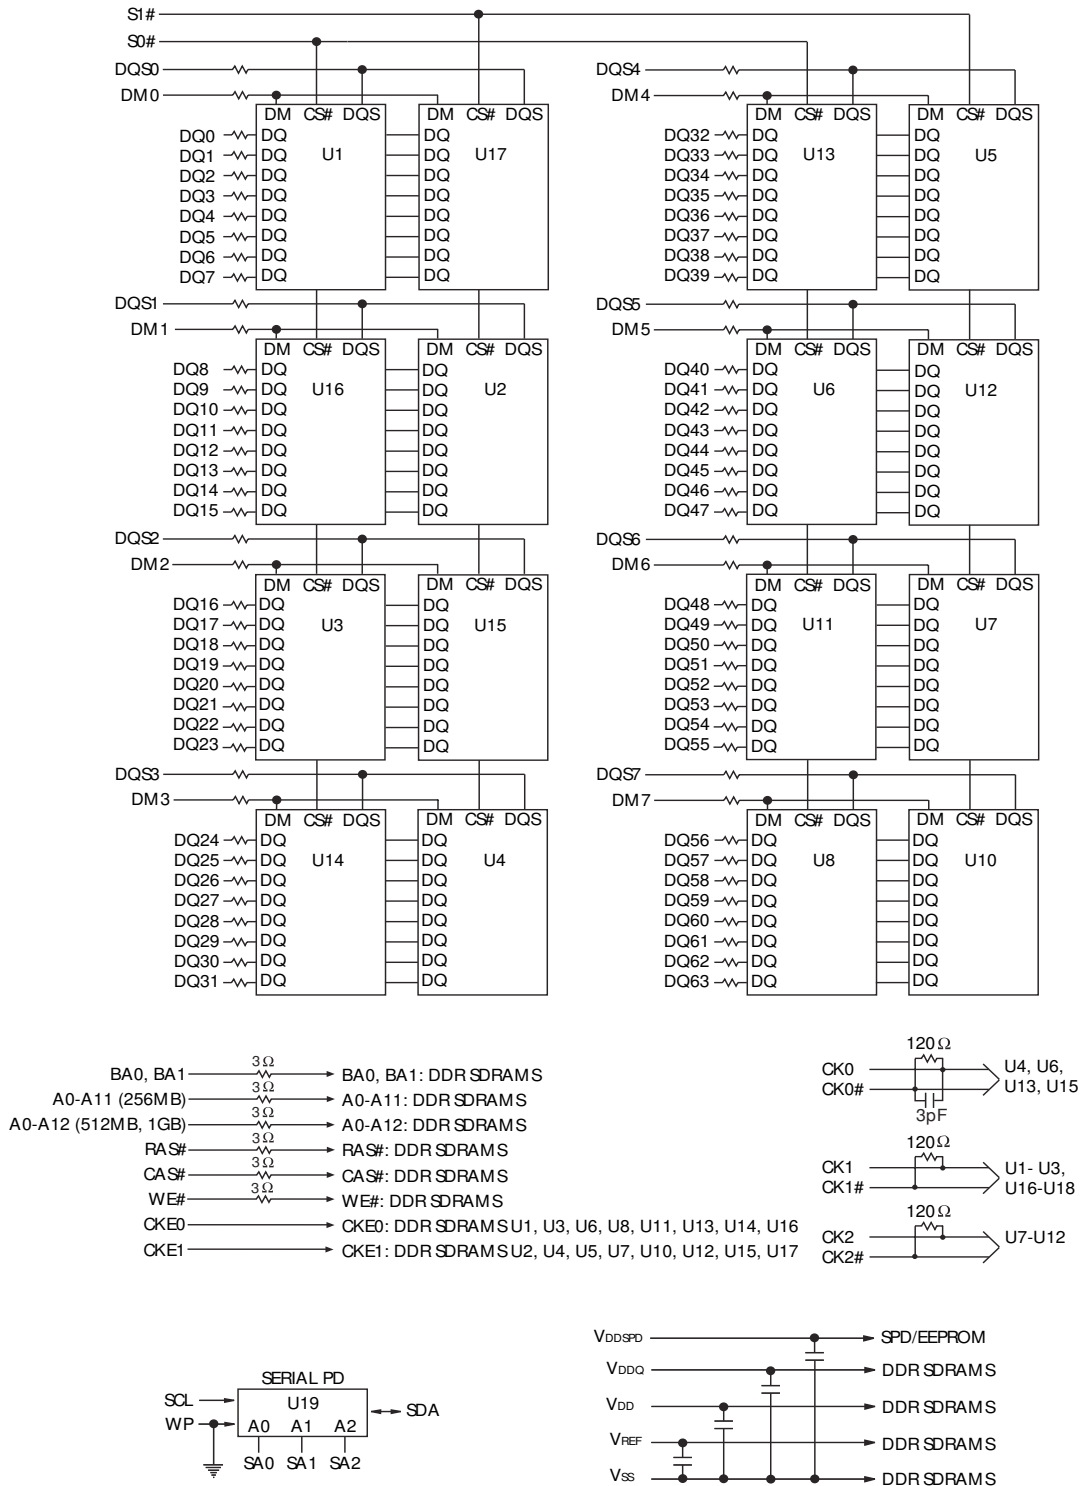 S1#
S0#
DQS0
DM0
DM CS# DQS
DM CS# DQS
U1
U17
DQ0 DQ DQ
DQ1 DQ DQ
DQ2 DQ DQ
DQ3 DQ DQ
DQ4 DQ DQ
DQ5 DQ DQ
DQ6 DQ DQ
DQ7 DQ DQ
DQS1
DM1
DM CS# DQS
DM CS# DQS
U16
U2
DQ8 DQ DQ
DQ9 DQ DQ
DQ10 DQ DQ
DQ11 DQ DQ
DQ12 DQ DQ
DQ13 DQ DQ
DQ14 DQ DQ
DQ15 DQ DQ
DQS2
DM2
DM CS# DQS
DM CS# DQS
U3
U15
DQ16 DQ DQ
DQ17 DQ DQ
DQ18 DQ DQ
DQ19 DQ DQ
DQ20 DQ DQ
DQ21 DQ DQ
DQ22 DQ DQ
DQ23 DQ DQ
DQS3
DM3
DM CS# DQS
DM CS# DQS
U14
U4
DQ24 DQ DQ
DQ25 DQ DQ
DQ26 DQ DQ
DQ27 DQ DQ
DQ28 DQ DQ
DQ29 DQ DQ
DQ30 DQ DQ
DQ31 DQ DQ
DQS4
DM4
DM CS# DQS
DM CS# DQS
U13
U5
DQ32 DQ DQ
DQ33 DQ DQ
DQ34 DQ DQ
DQ35 DQ DQ
DQ36 DQ DQ
DQ37 DQ DQ
DQ38 DQ DQ
DQ39 DQ DQ
DQS5
DM5
DM CS# DQS
DM CS# DQS
U6
U12
DQ40 DQ DQ
DQ41 DQ DQ
DQ42 DQ DQ
DQ43 DQ DQ
DQ44 DQ DQ
DQ45 DQ DQ
DQ46 DQ DQ
DQ47 DQ DQ
DQS6
DM6
DM CS# DQS
DM CS# DQS
U11
U7
DQ48 DQ DQ
DQ49 DQ DQ
DQ50 DQ DQ
DQ51 DQ DQ
DQ52 DQ DQ
DQ53 DQ DQ
DQ54 DQ DQ
DQ55 DQ DQ
DQS7
DM7
DM CS# DQS
DM CS# DQS
U8
U10
DQ56 DQ DQ
DQ57 DQ DQ
DQ58 DQ DQ
DQ59 DQ DQ
DQ60 DQ DQ
DQ61 DQ DQ
DQ62 DQ DQ
DQ63 DQ DQ
BA0, BA1 3Ω BA0, BA1: DDR SDRAMS
A0-A11 (256MB) 3Ω A0-A11: DDR SDRAMS
A0-A12 (512MB, 1GB) 3Ω A0-A12: DDR SDRAMS
RAS# 3Ω RAS#: DDR SDRAMS
CAS# 3Ω CAS#: DDR SDRAMS
WE# 3Ω WE#: DDR SDRAMS
CKE0 CKE0: DDR SDRAMS U1, U3, U6, U8, U11, U13, U14, U16
CKE1 CKE1: DDR SDRAMS U2, U4, U5, U7, U10, U12, U15, U17
120Ω
CK0 U4, U6,
CK0# U13, U15
3pF
120Ω
CK1 U1- U3,
CK1# U16-U18
120Ω
CK2 U7-U12
CK2#
SERIAL PD
SCL U19
WP A0 A1 A2 SDA
SA0 SA1 SA2
VDDSPD SPD/EEPROM
VDDQ DDR SDRAMS
VDD DDR SDRAMS
VREF DDR SDRAMS
VSS DDR SDRAMS